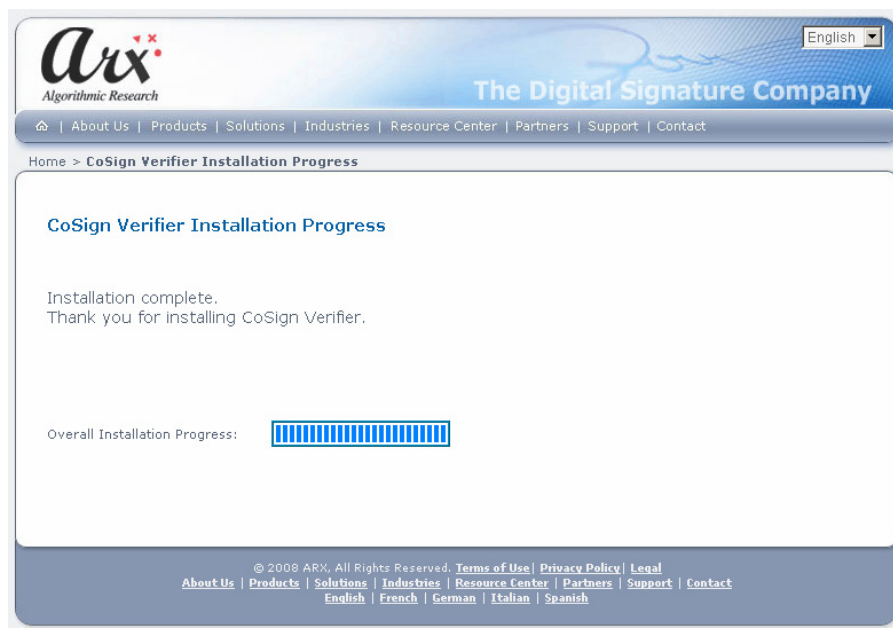 arx
Algorithmic Research
English
The Digital Signature Company
| About Us | Products | Solutions | Industries | Resource Center | Partners | Support | Contact
Home > CoSign Verifier Installation Progress
CoSign Verifier Installation Progress
Installation complete.
Thank you for installing CoSign Verifier.
Overall Installation Progress:
© 2008 ARX, All Rights Reserved. Terms of Use| Privacy Policy| Legal
About Us | Products | Solutions | Industries | Resource Center | Partners | Support | Contact
English | French | German | Italian | Spanish